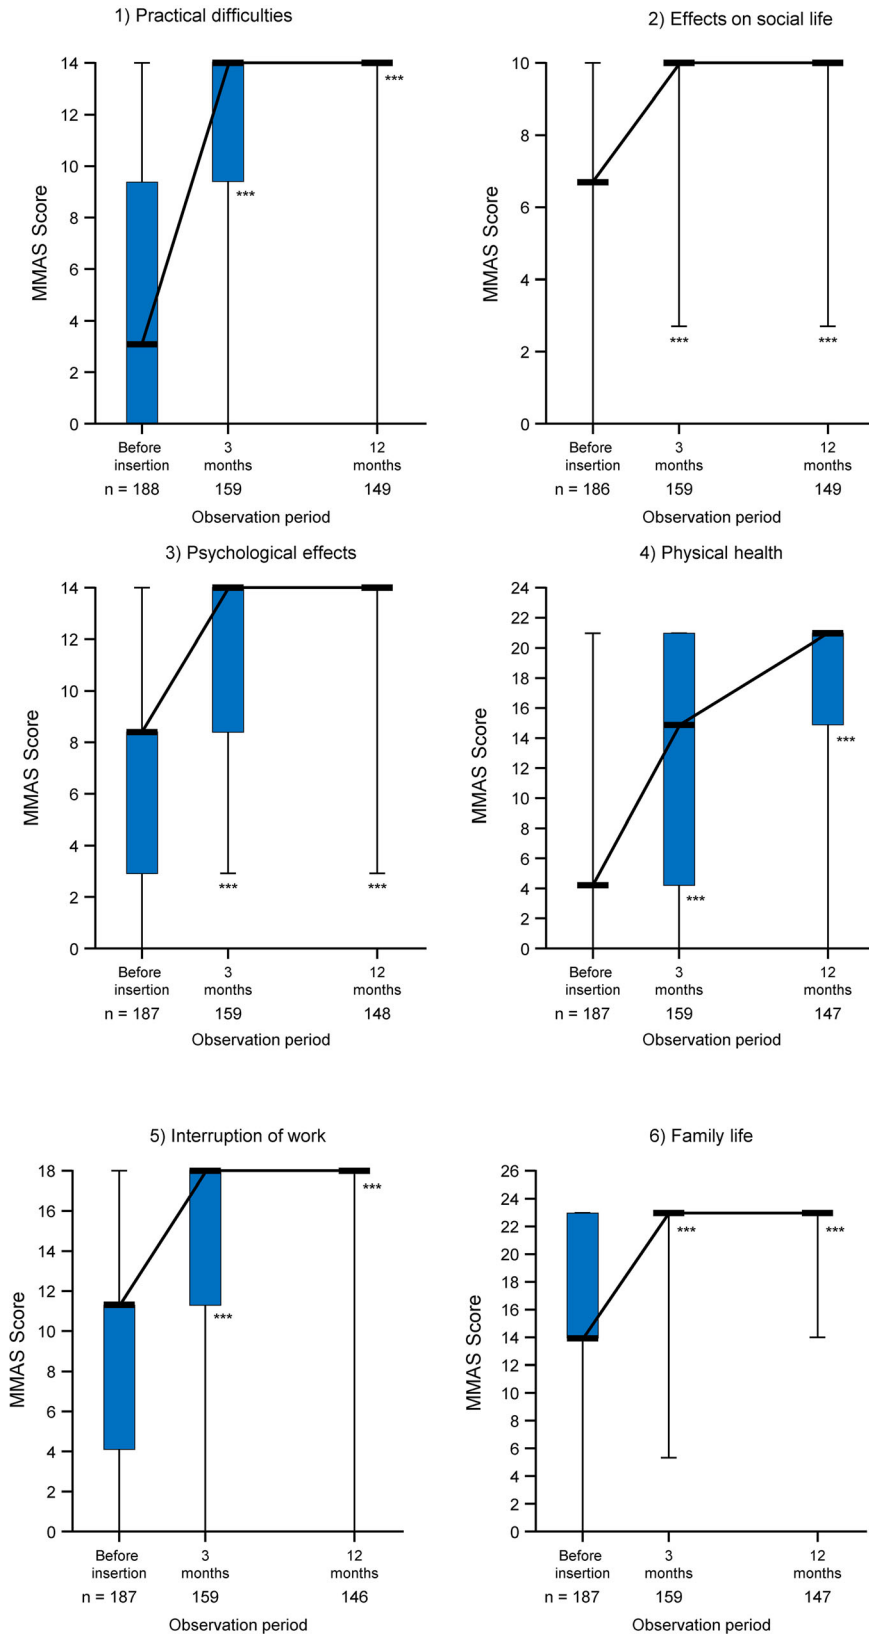 1) Practical difficulties
MMAS Score
14
12
10
8
6
4
2
0
***
***
Before insertion
3 months
12 months
n = 188 159 149
Observation period
2) Effects on social life
MMAS Score
10
8
6
4
2
0
***
***
Before insertion
3 months
12 months
n = 186 159 149
Observation period
3) Psychological effects
MMAS Score
14
12
10
8
6
4
2
0
***
***
Before insertion
3 months
12 months
n = 187 159 148
Observation period
4) Physical health
MMAS Score
24
22
20
18
16
14
12
10
8
6
4
2
0
***
***
Before insertion
3 months
12 months
n = 187 159 147
Observation period
5) Interruption of work
MMAS Score
18
16
14
12
10
8
6
4
2
0
***
***
Before insertion
3 months
12 months
n = 187 159 146
Observation period
6) Family life
MMAS Score
26
24
22
20
18
16
14
12
10
8
6
4
2
0
***
***
Before insertion
3 months
12 months
n = 187 159 147
Observation period